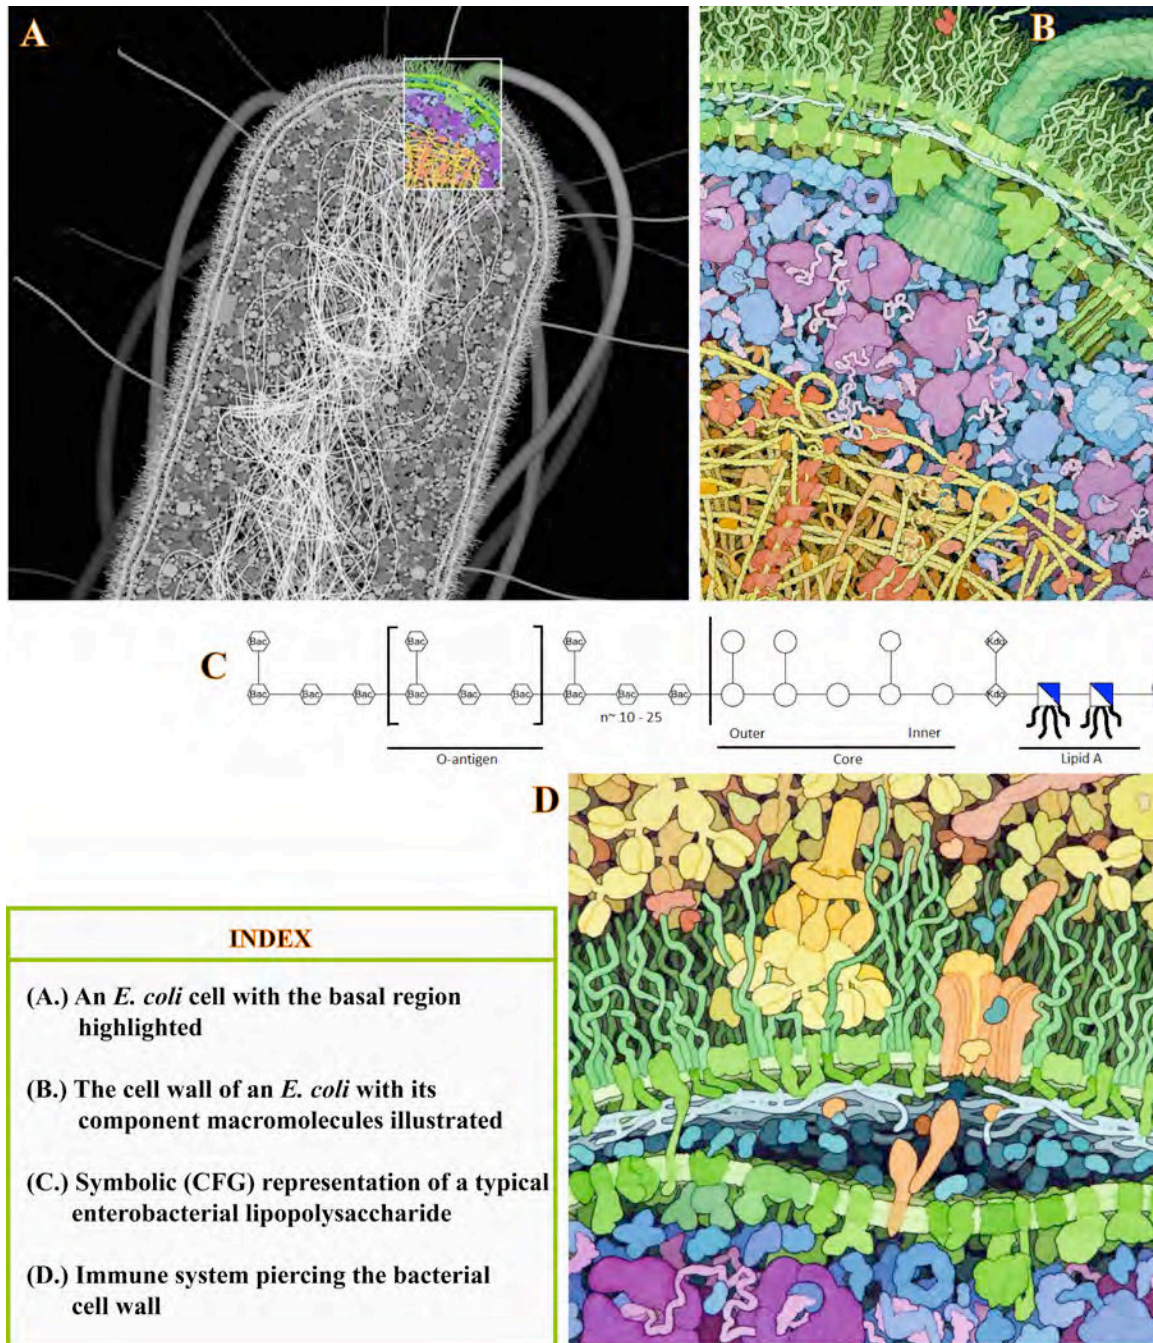 A
B
C
Bac Bac Bac Kdo
Bac Bac Bac Bac Bac Bac Bac Bac Bac Kdo
n~ 10 - 25
Outer Inner
O-antigen Core Lipid A
D
INDEX
(A.) An E. coli cell with the basal region
highlighted
(B.) The cell wall of an E. coli with its
component macromolecules illustrated
(C.) Symbolic (CFG) representation of a typical
enterobacterial lipopolysaccharide
(D.) Immune system piercing the bacterial
cell wall